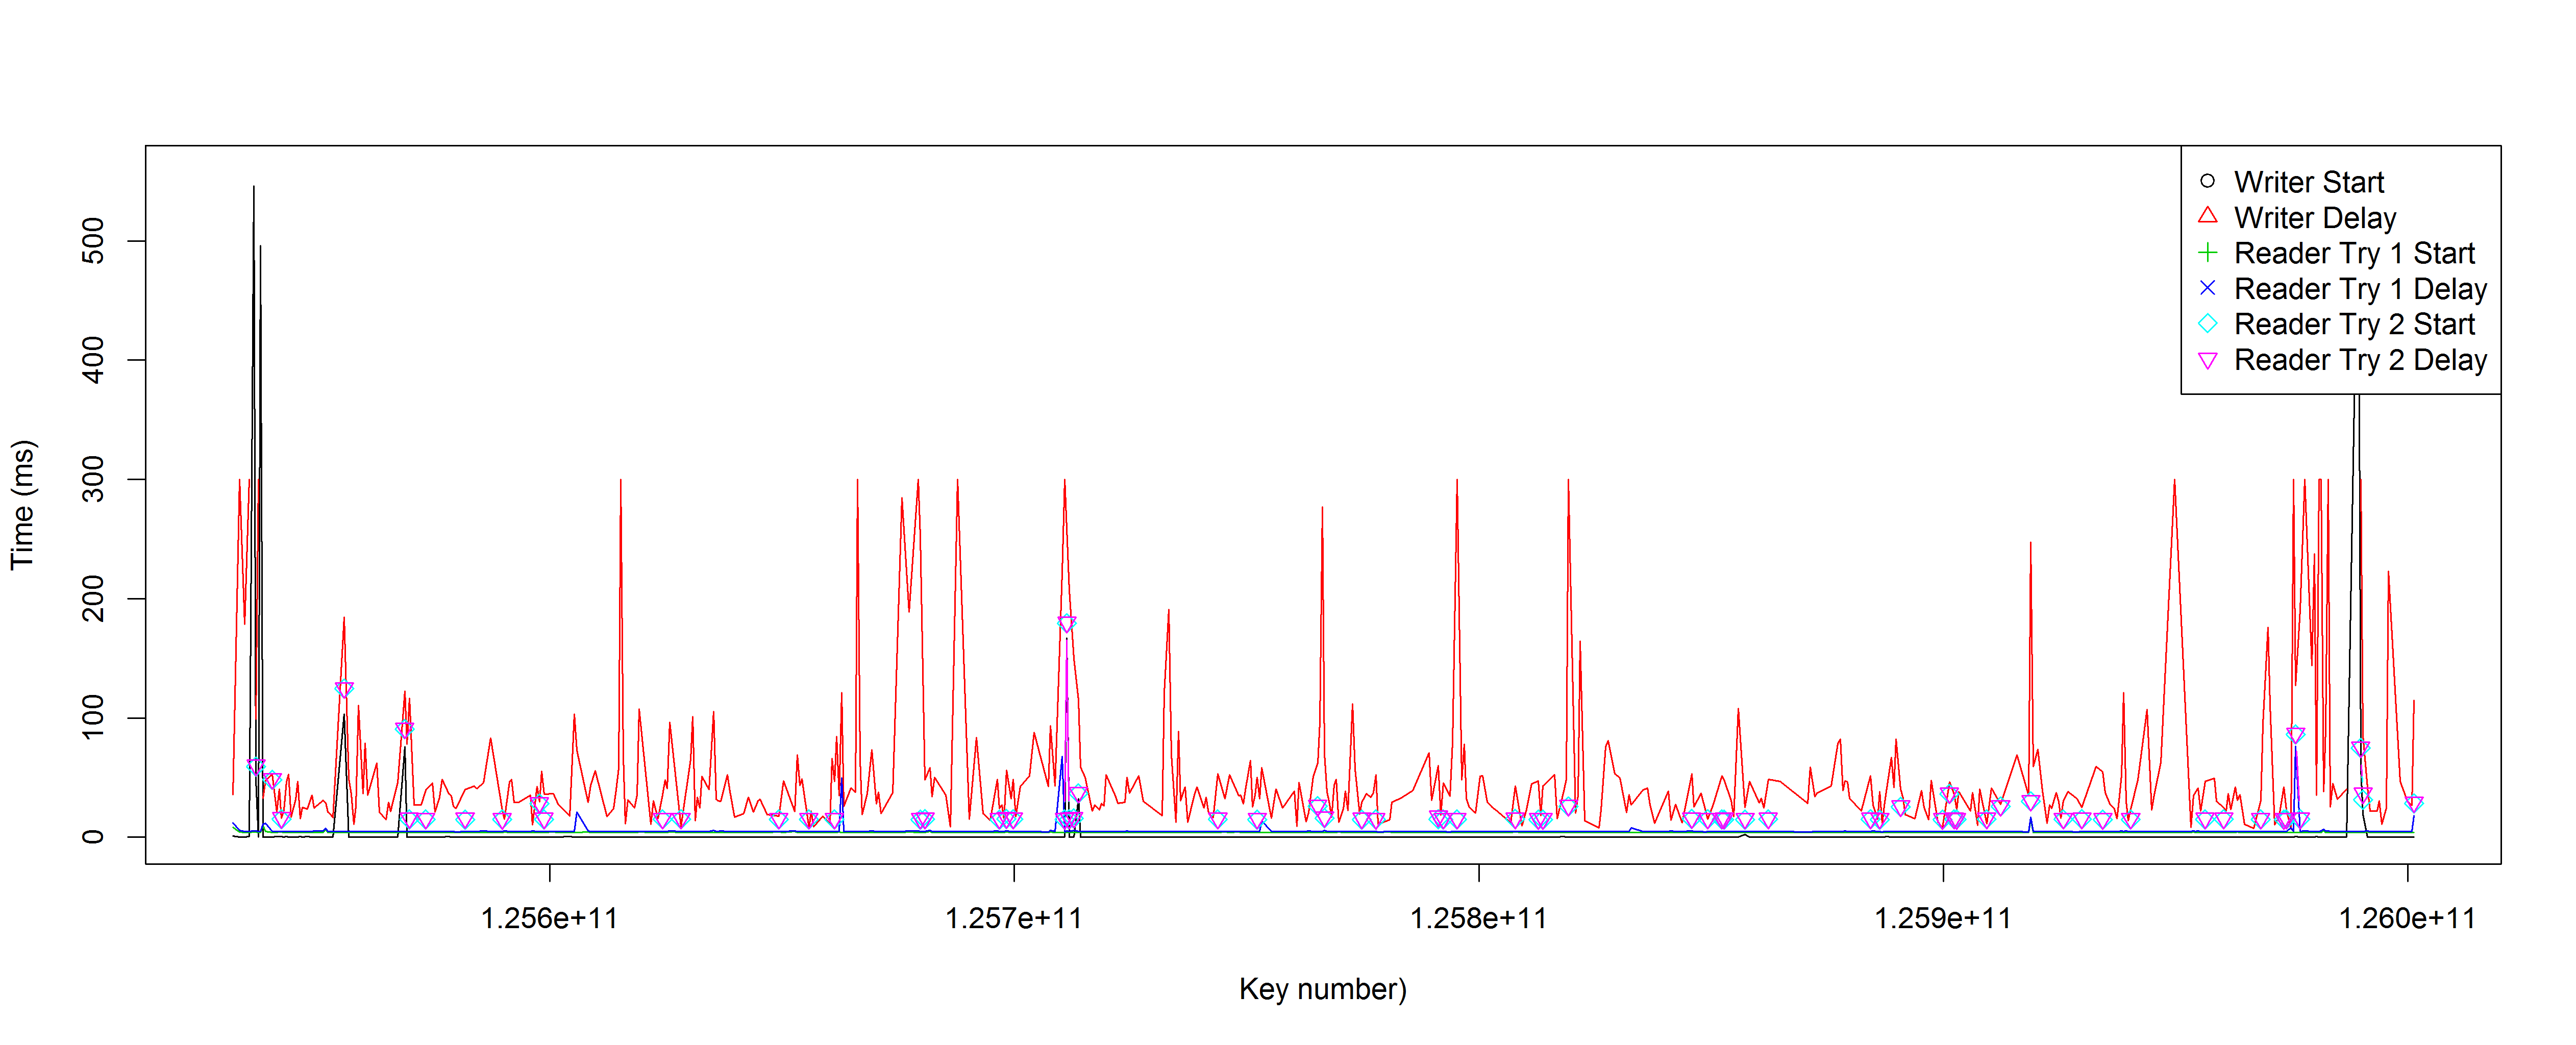 Time (ms)
500
400
300
200
100
0
Writer Start
Writer Delay
Reader Try 1 Start
Reader Try 1 Delay
Reader Try 2 Start
Reader Try 2 Delay
1.256e+11 1.257e+11 1.258e+11 1.259e+11 1.260e+11
Key number)